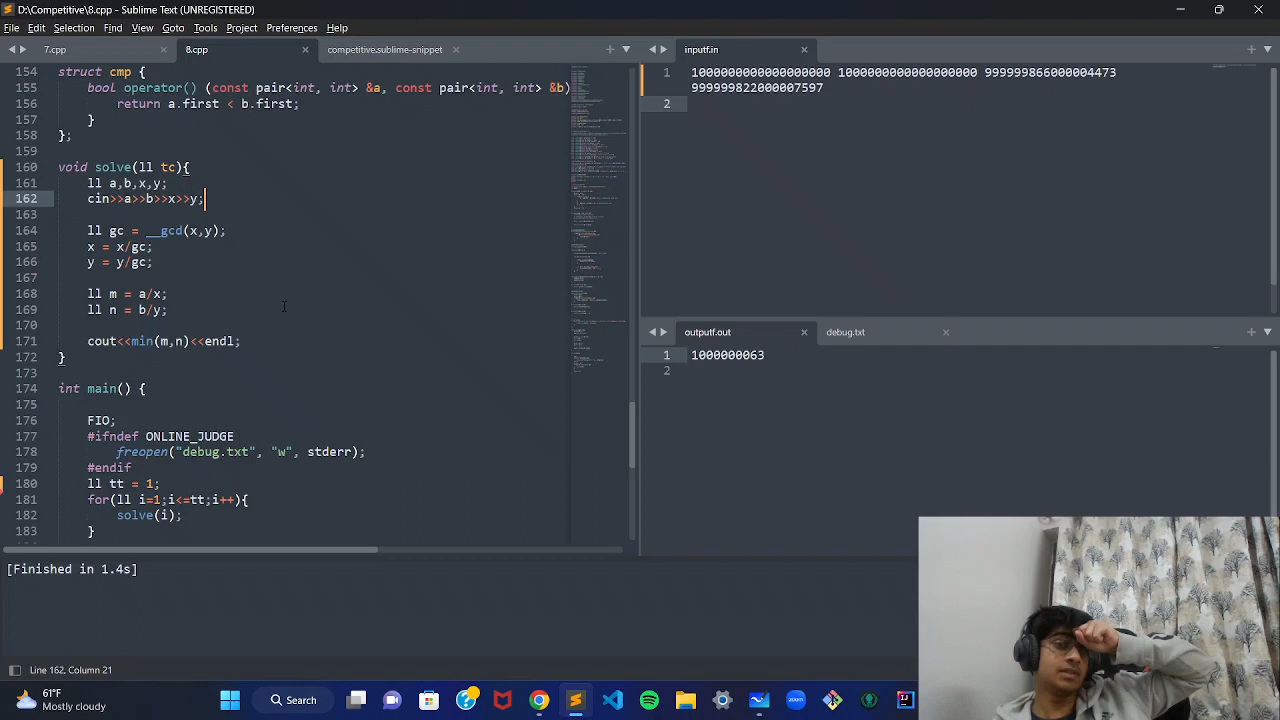 D:\Competitive\8.cpp - Sublime Text (UNREGISTERED)
File Edit Selection Find View Goto Tools Project Preferences Help
7.cpp
8.cpp
competitive.sublime-snippet
154 struct cmp {
155 bool operator() (const pair<int, int> &a, const pair<int, int> &b)
156 return a.first < b.first;
157 }
158 };
159
160 void solve(ll tc){
161 ll a,b,x,y;
162 cin>>a>>b>>x>>y;
163
164 ll gc = __gcd(x,y);
165 x = x/gc;
166 y = y/gc;
167
168 ll m = a/x;
169 ll n = b/y;
170
171 cout<<min(m,n)<<endl;
172 }
173
174 int main() {
175
176 FIO;
177 #ifndef ONLINE_JUDGE
178 freopen("debug.txt", "w", stderr);
179 #endif
180 ll tt = 1;
181 for(ll i=1;i<=tt;i++){
182 solve(i);
183 }
[Finished in 1.4s]
Line 162, Column 21
inputf.in
1
999999986000000473
2
outputf.out
debug.txt
1 1000000000
2
6°F
Mostly cloudy
Search
zoom